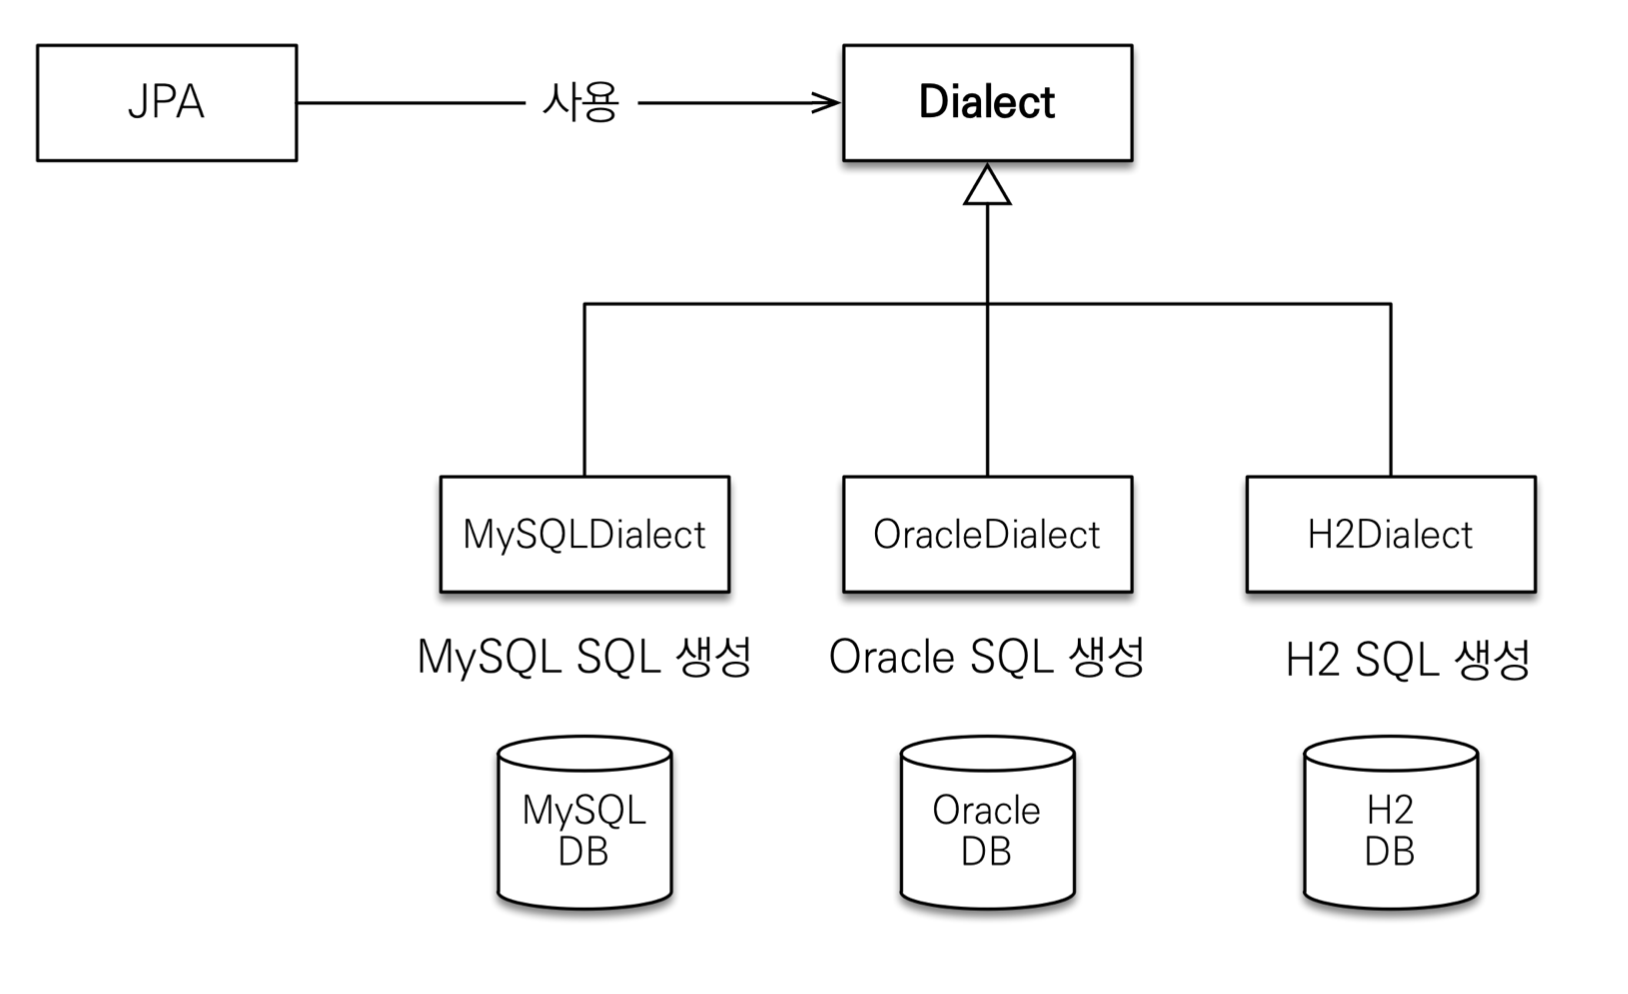 JPA
사용
Dialect
MySQLDialect
OracleDialect
H2Dialect
MySQL SQL 생성
Oracle SQL 생성
H2 SQL 생성
MySQL
DB
Oracle
DB
H2
DB